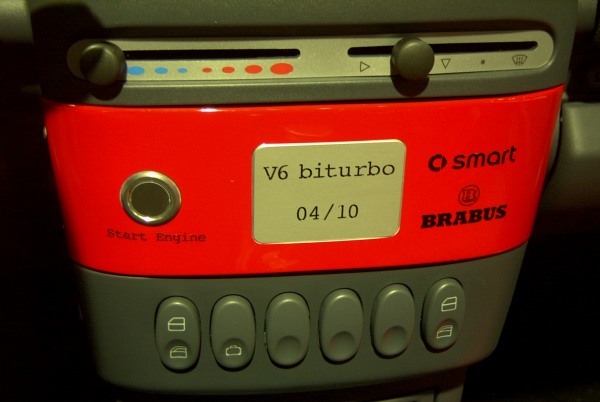 V6 biturbo
04/10
Start Engine
smart
B
BRABUS